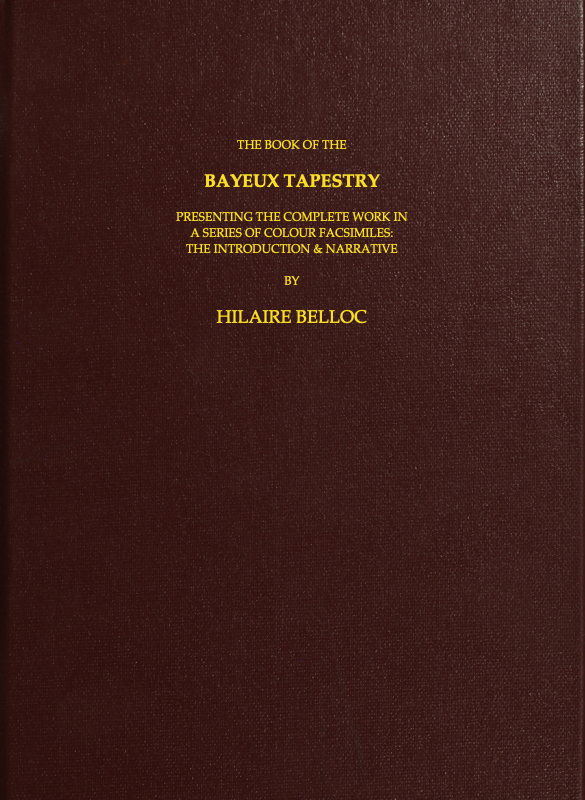 THE BOOK OF THE
BAYEUX TAPESTRY
PRESENTING THE COMPLETE WORK IN
A SERIES OF COLOUR FACSIMILES:
THE INTRODUCTION & NARRATIVE
BY
HILAIRE BELLOC